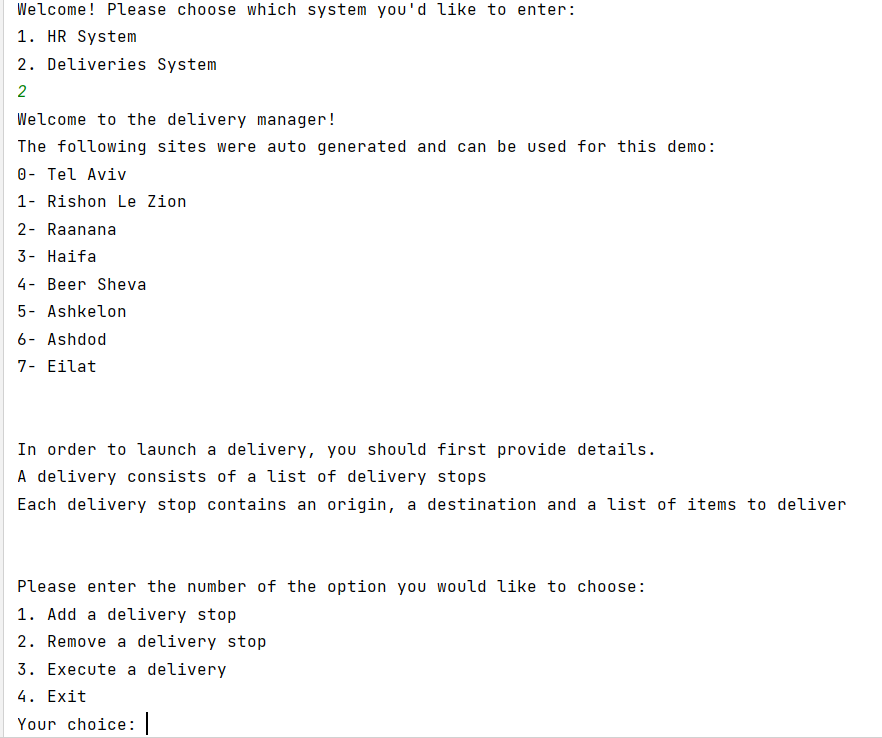 Welcome! Please choose which system you'd like to enter:
1. HR System
2. Deliveries System
2
Welcome to the delivery manager!
The following sites were auto generated and can be used for this demo:
0- Tel Aviv
1- Rishon Le Zion
2- Raanana
3- Haifa
4- Beer Sheva
5- Ashkelon
6- Ashdod
7- Eilat
In order to launch a delivery, you should first provide details.
A delivery consists of a list of delivery stops
Each delivery stop contains an origin, a destination and a list of items to deliver
Please enter the number of the option you would like to choose:
1. Add a delivery stop
2. Remove a delivery stop
3. Execute a delivery
4. Exit
Your choice: